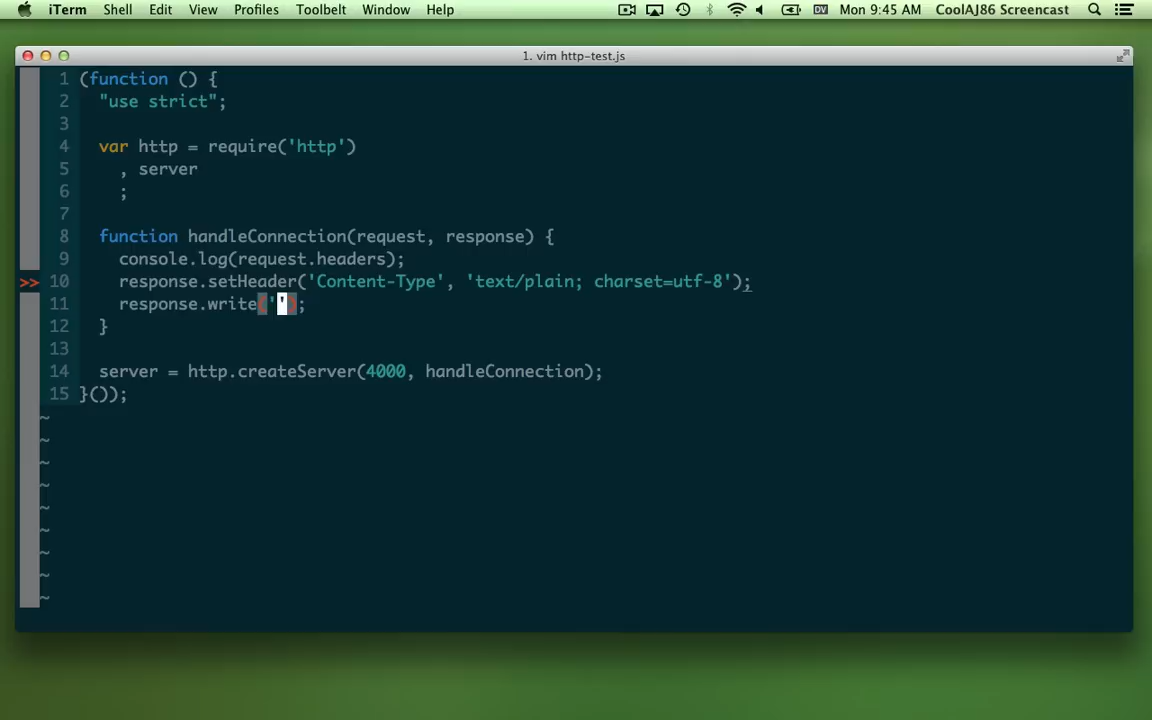 iTerm Shell Edit View Profiles Toolbelt Window Help DV Mon 9:45 AM CoolAJ86 Screencast
1. vim http-test.js
1 (function () {
2 "use strict";
3
4 var http = require('http')
5 , server
6 ;
7
8 function handleConnection(request, response) {
9 console.log(request.headers);
>> 10 response.setHeader('Content-Type', 'text/plain; charset=utf-8');
11 response.write('');
12 }
13
14 server = http.createServer(4000, handleConnection);
15 }());
~
~
~
~
~
~
~
~
~